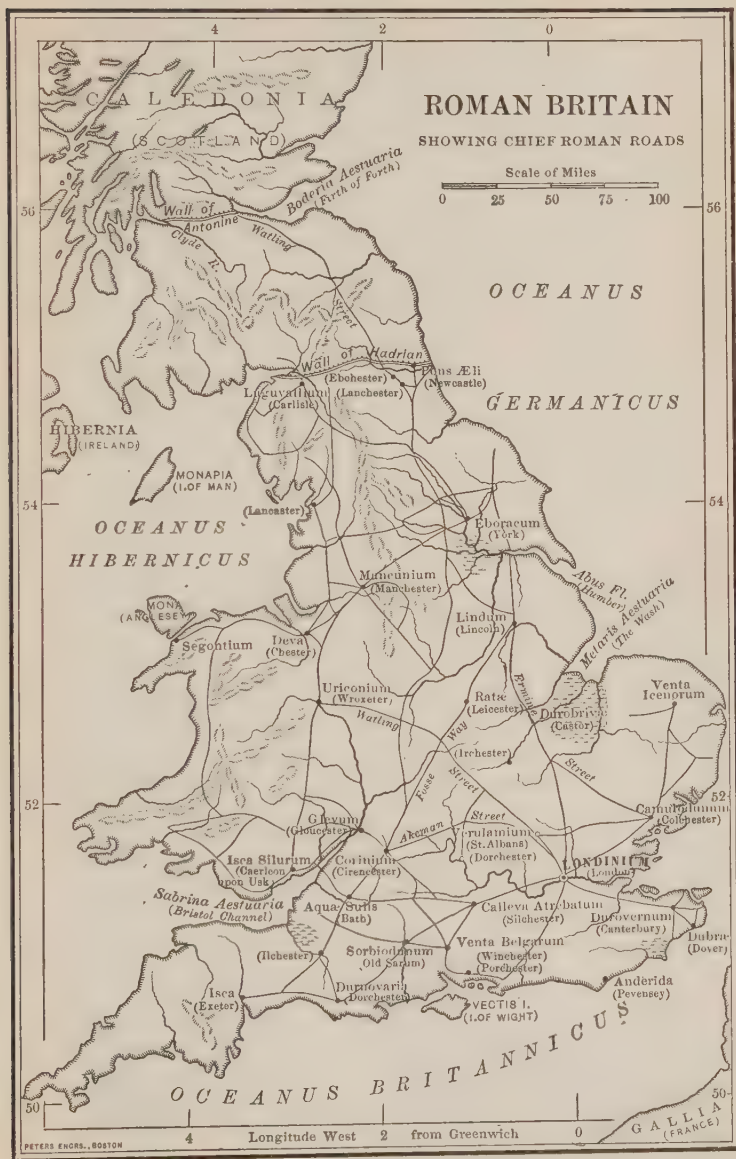 4 2 0
ROMAN BRITAIN
SHOWING CHIEF ROMAN ROADS
Scale of Miles
0 25 50 75 100
CALEDONIA
(SCOTLAND)
Boderia Aestuaria
(Firth of Forth)
56 56
Wall of
Antonine
Watling
Clyde R.
Street
OCEANUS
Wall of Hadrian
Pons Æli
(Newcastle)
(Ebchester)
(Lanchester)
Luguvallium
(Carlisle)
GERMANICUS
HIBERNIA
(IRELAND)
MONAPIA
(I.OF MAN)
54 54
(Lancaster)
Eboracum
(York)
OCEANUS
HIBERNICUS
Mancunium
(Manchester)
Abus Fl.
(Humber)
Metaris Aestuaria
(The Wash)
MONA
(ANGLESEY)
Segontium
Deva
(Chester)
Lindum
(Lincoln)
Uriconium
(Wroxeter)
Ratæ
(Leicester)
Ermine
Durobrivæ
(Castor)
Venta
Icenorum
Watling
Way
(Irchester)
Fosse
Street
Street
52 52
Camulodunum
(Colchester)
Glevum
(Gloucester)
Akeman Street
Verulamium
(St.Albans)
(Dorchester)
Isca Silurum
(Caerleon
upon Usk)
Corinium
(Cirencester)
LONDINIUM
(London)
Sabrina Aestuaria
(Bristol Channel)
Aquæ Sulis
(Bath)
Calleva Atrebatum
(Silchester)
Durovernum
(Canterbury)
Dubra
(Dover)
(Ilchester)
Sorbiodunum
Old Sarum)
Venta Belgarum
(Winchester)
(Porchester)
Anderida
(Pevensey)
Isca
(Exeter)
Durnovaria
(Dorchester)
VECTIS I.
(I.OF WIGHT)
OCEANUS BRITANNICUS
50 50
GALLIA
(FRANCE)
4 Longitude West 2 from Greenwich 0
PETERS ENGRS., BOSTON